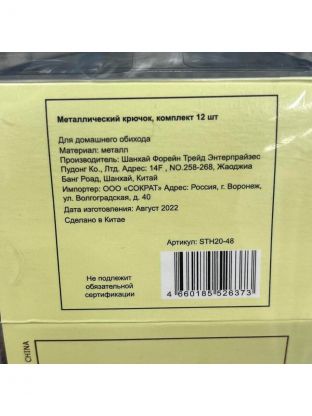 Металлический крючок, комплект 12 шт
Для домашнего обихода
Материал: металл
Производитель: Шанхай Форейн Трейд Энтерпрайзес
Пудонг Ко., Лтд. Адрес: 14F , NO.258-268, Жаоджиа
Банг Роад, Шанхай, Китай
Импортер: ООО «СОКРАТ» Адрес: Россия, г. Воронеж,
ул. Волгоградская, д. 40
Дата изготовления: Август 2022
Сделано в Китае
Артикул: STH20-48
Не подлежит
обязательной
сертификации
4 660185 526373
CHINA